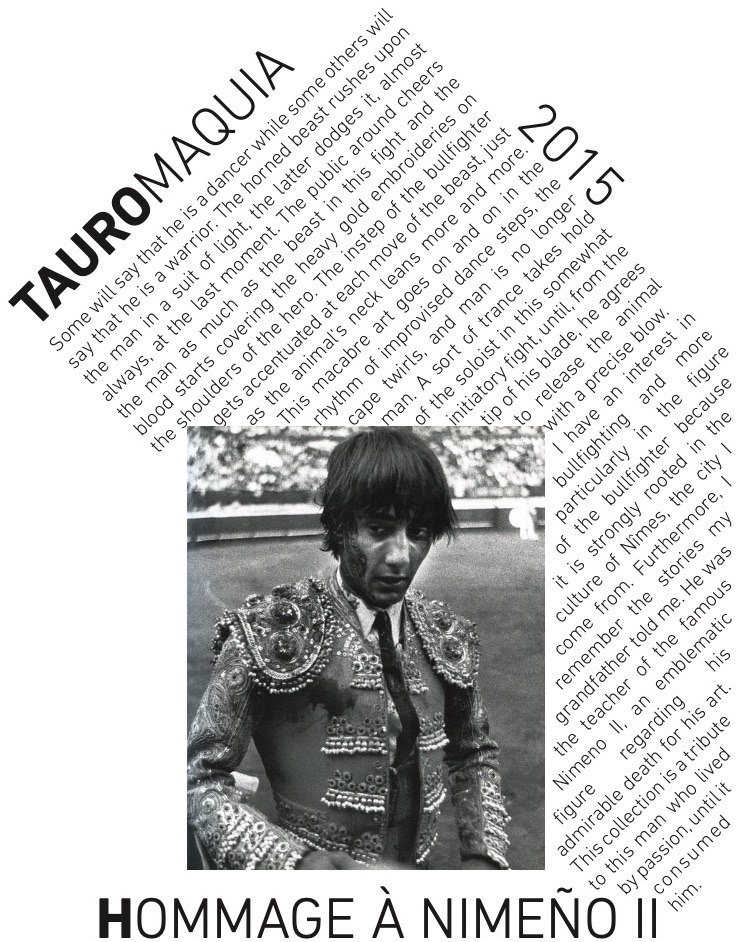 TAUROMAQUIA
2015
Some will say that he is a dancer while some others will
say that he is a warrior. The horned beast rushes upon
the man in a suit of light, the latter dodges it, almost
always, at the last moment. The public around cheers
the man as much as the beast in this fight and the
blood starts covering the heavy gold embroideries on
the shoulders of the hero. The instep of the bullfighter
gets accentuated at each move of the beast, just
as the animal's neck leans more and more.
This macabre art goes on and on in the
rhythm of improvised dance steps, the
cape twirls, and man is no longer
man. A sort of trance takes hold
of the soloist in this somewhat
initiatory fight, until, from the
tip of his blade, he agrees
to release the animal
with a precise blow.
I have an interest in
bullfighting and more
particularly in the figure
of the bullfighter because
it is strongly rooted in the
culture of Nîmes, the city I
come from. Furthermore, I
remember the stories my
grandfather told me. He was
the teacher of the famous
Nimeno II, an emblematic
figure regarding his
admirable death for his art.
This collection is a tribute
to this man who lived
by passion, until it
consumed
him.
HOMMAGE À NIMEÑO II